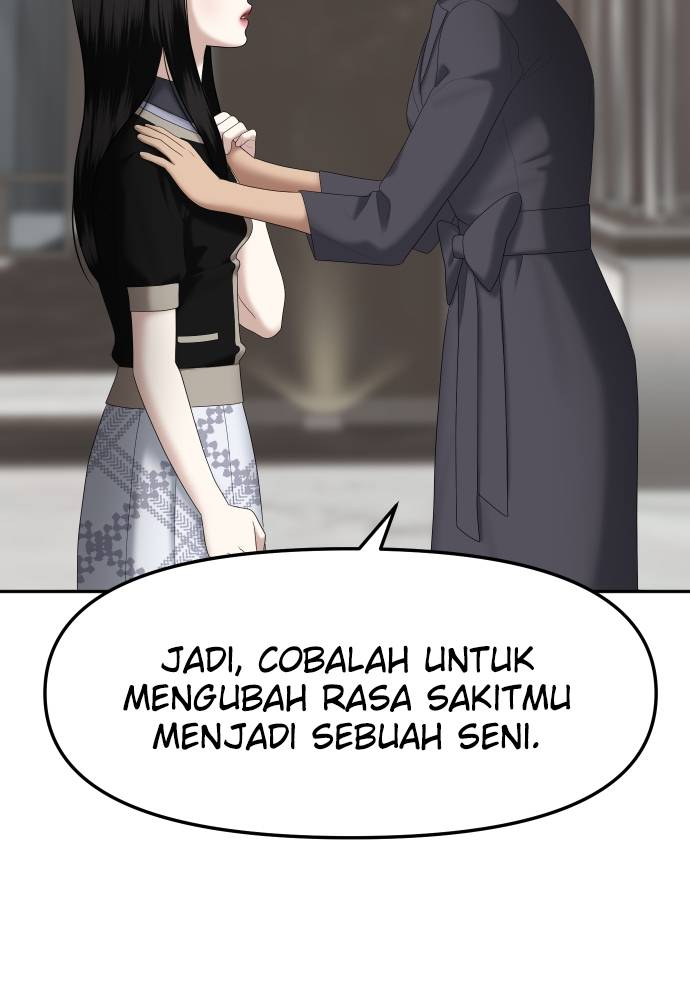 JADI, COBALAH UNTUK
MENGUBAH RASA SAKITMU
MENJADI SEBUAH SENI.